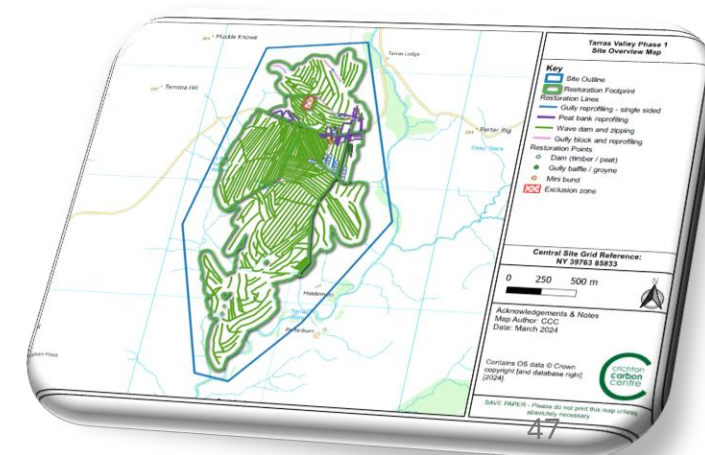 Muckle Knowe
Terrona Hill
Tarras Lodge
Perter Rig
Tarras Valley Phase 1
Site Overview Map
Key
Site Outline
Restoration Footprint
Restoration Lines
Gully reprofiling - single sided
Peat bank reprofiling
Wave dam and zipping
Gully block and reprofiling
Restoration Points
Dam (timber / peat)
Gully baffle / groyne
Mini bund
Exclusion zone
Central Site Grid Reference:
NY 39763 85833
0 250 500 m
N
Acknowledgements & Notes
Map Author: CCC
Date: March 2024
Contains OS data © Crown
copyright [and database right]
[2024].
crichton
carbon
centre
SAVE PAPER - Please do not print this map unless
absolutely necessary.
47